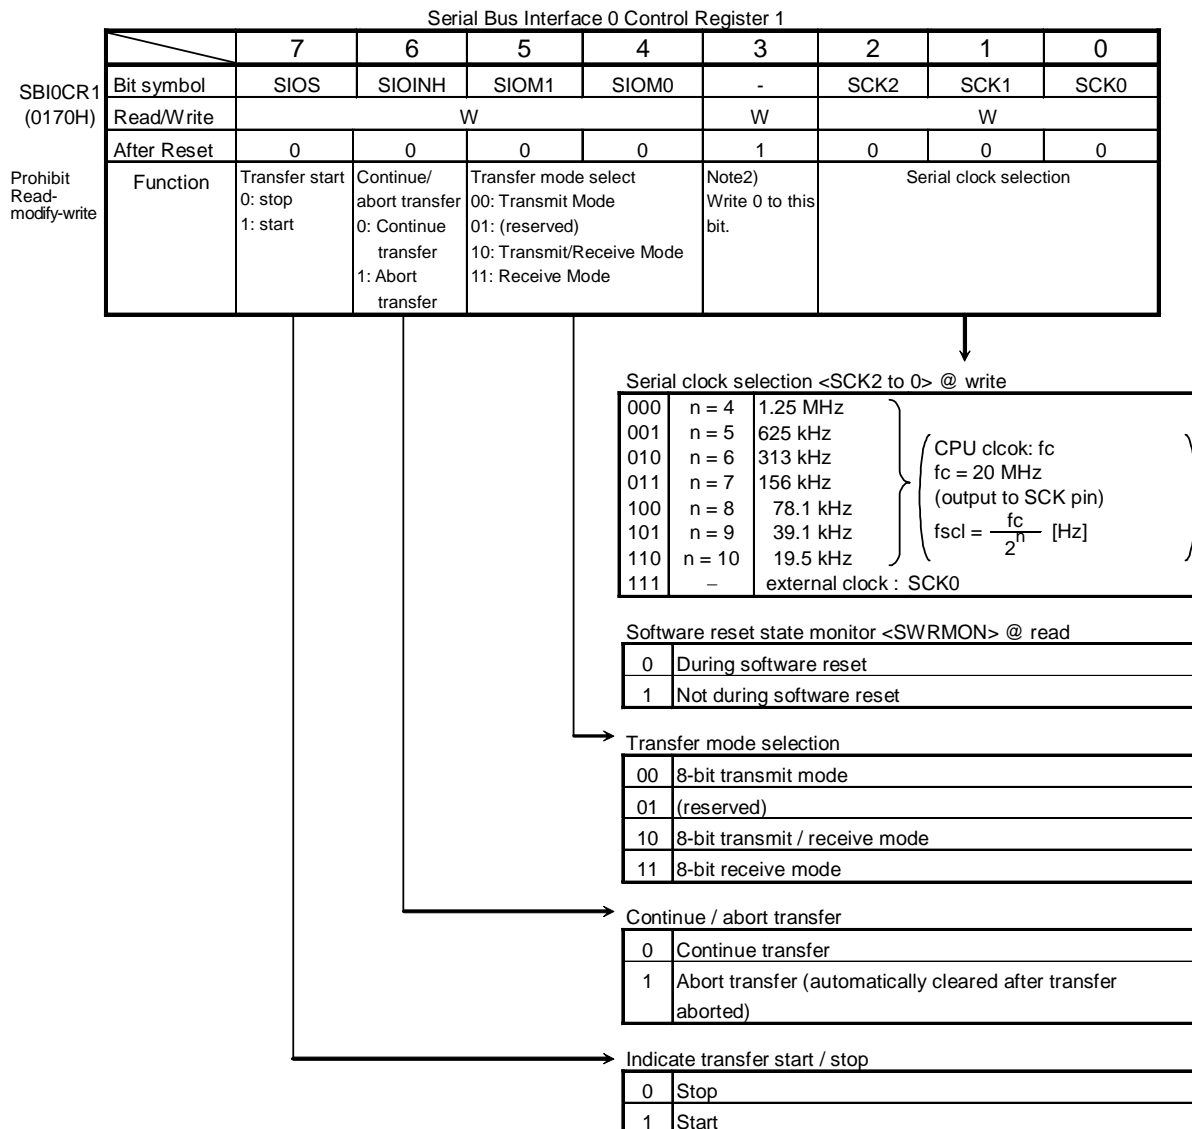 Serial Bus Interface 0 Control Register 1
7 6 5 4 3 2 1 0
SBI0CR1
(0170H)
Bit symbol SIOS SIOINH SIOM1 SIOM0 - SCK2 SCK1 SCK0
Read/Write W W W
After Reset 0 0 0 0 1 0 0 0
Prohibit
Read-
modify-write
Function
Transfer start
0: stop
1: start
Continue/
abort transfer
0: Continue
transfer
1: Abort
transfer
Transfer mode select
00: Transmit Mode
01: (reserved)
10: Transmit/Receive Mode
11: Receive Mode
Note2)
Write 0 to this
bit.
Serial clock selection
Serial clock selection <SCK2 to 0> @ write
000 n = 4 1.25 MHz
001 n = 5 625 kHz
010 n = 6 313 kHz
011 n = 7 156 kHz
100 n = 8 78.1 kHz
101 n = 9 39.1 kHz
110 n = 10 19.5 kHz
111 – external clock : SCK0
CPU clcok: fc
fc = 20 MHz
(output to SCK pin)
fscl = fc / 2^n [Hz]
Software reset state monitor <SWRMON> @ read
0 During software reset
1 Not during software reset
Transfer mode selection
00 8-bit transmit mode
01 (reserved)
10 8-bit transmit / receive mode
11 8-bit receive mode
Continue / abort transfer
0 Continue transfer
1 Abort transfer (automatically cleared after transfer
aborted)
Indicate transfer start / stop
0 Stop
1 Start